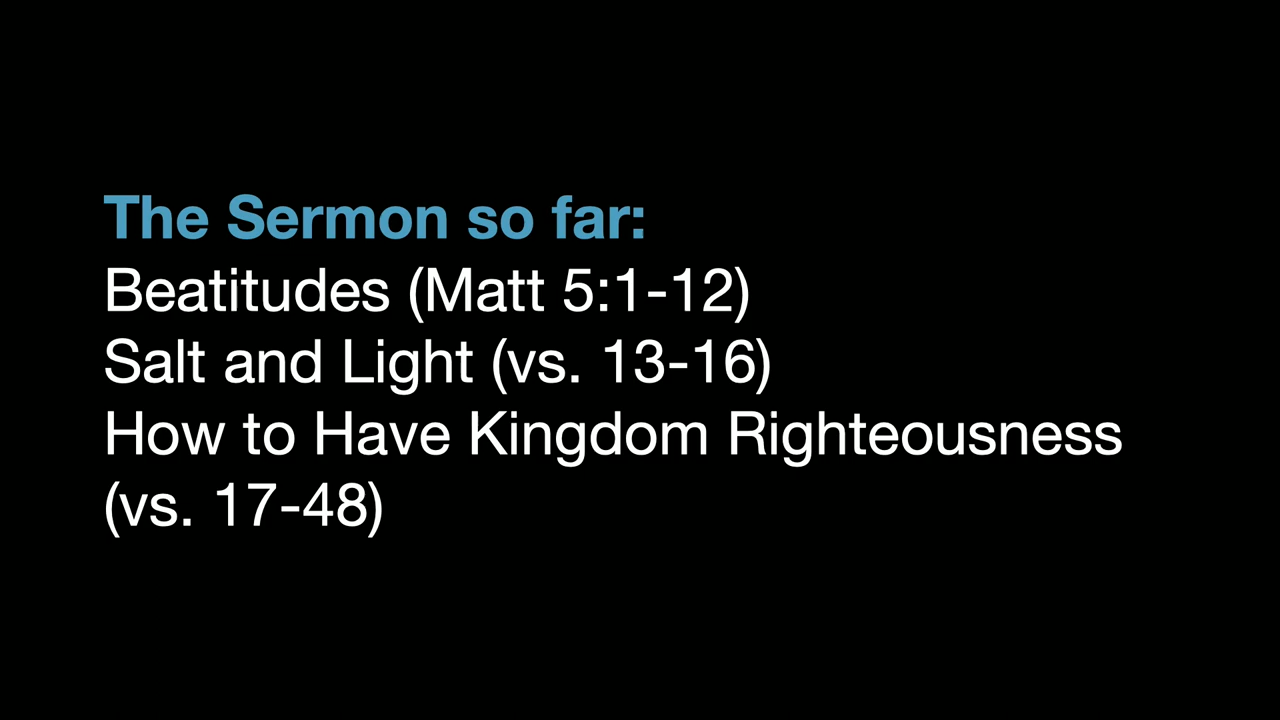 The Sermon so far:
Beatitudes (Matt 5:1-12)
Salt and Light (vs. 13-16)
How to Have Kingdom Righteousness
(vs. 17-48)